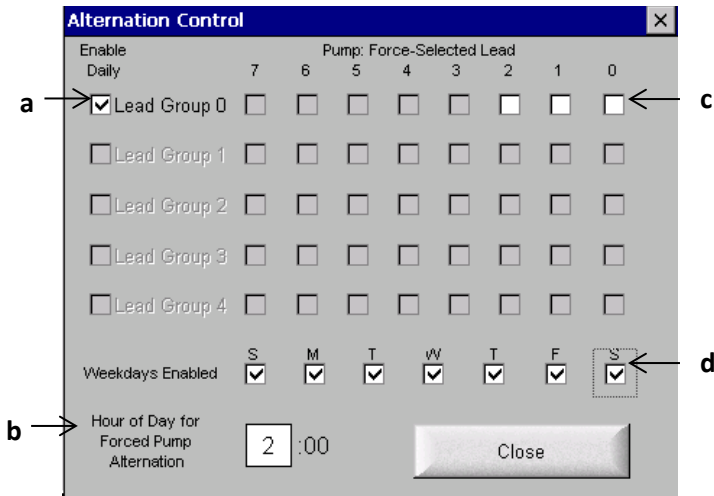 Alternation Control
Enable Pump: Force-Selected Lead
Daily 7 6 5 4 3 2 1 0
a Lead Group 0 c
Lead Group 1
Lead Group 2
Lead Group 3
Lead Group 4
S M T W T F S
Weekdays Enabled d
b Hour of Day for
Forced Pump 2 :00 Close
Alternation